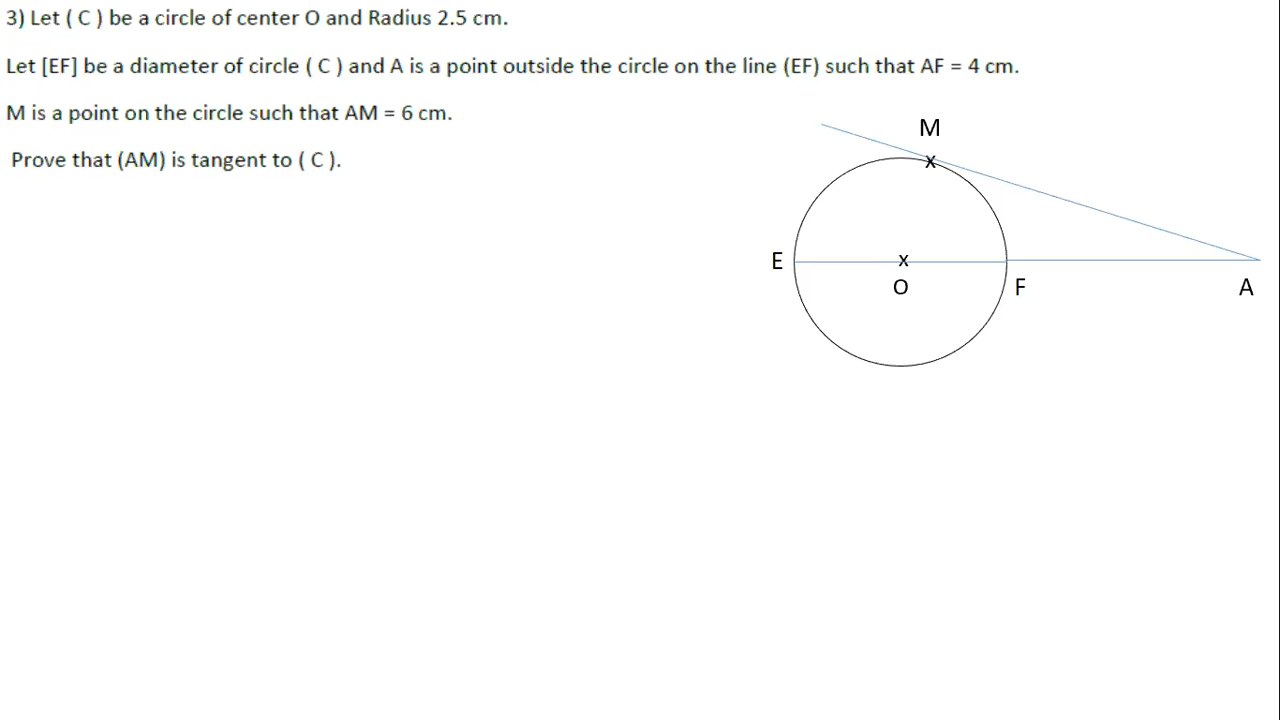 3) Let ( C ) be a circle of center O and Radius 2.5 cm.
Let [EF] be a diameter of circle ( C ) and A is a point outside the circle on the line (EF) such that AF = 4 cm.
M is a point on the circle such that AM = 6 cm.
Prove that (AM) is tangent to ( C ).
M
x
E
x
O
F
A